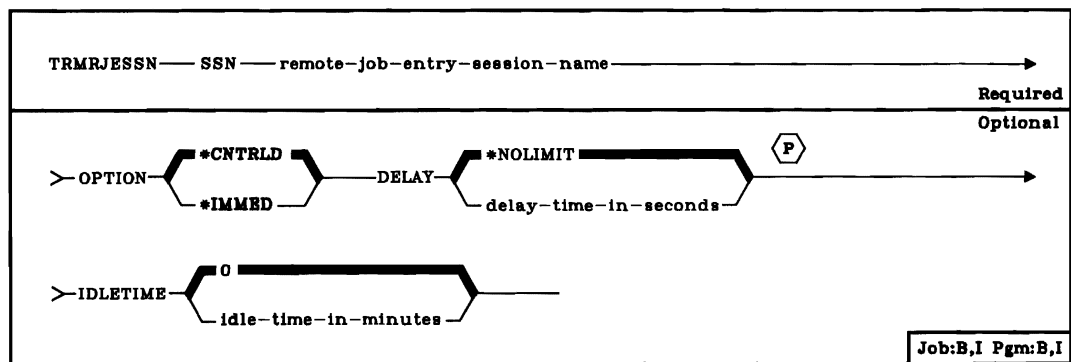 TRMRJESSN SSN remote-job-entry-session-name
Required
Optional
*CNTRLD *NOLIMIT P
OPTION DELAY
*IMMED delay-time-in-seconds
0
IDLETIME
idle-time-in-minutes
Job:B,I Pgm:B,I